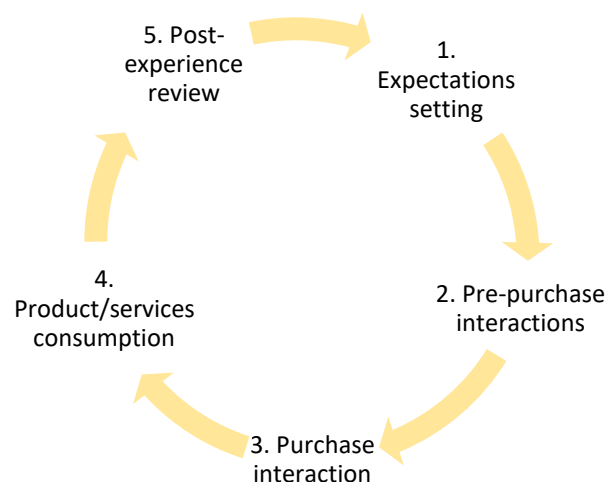 1.
Expectations
setting
2. Pre-purchase
interactions
3. Purchase
interaction
4.
Product/services
consumption
5. Post-
experience
review